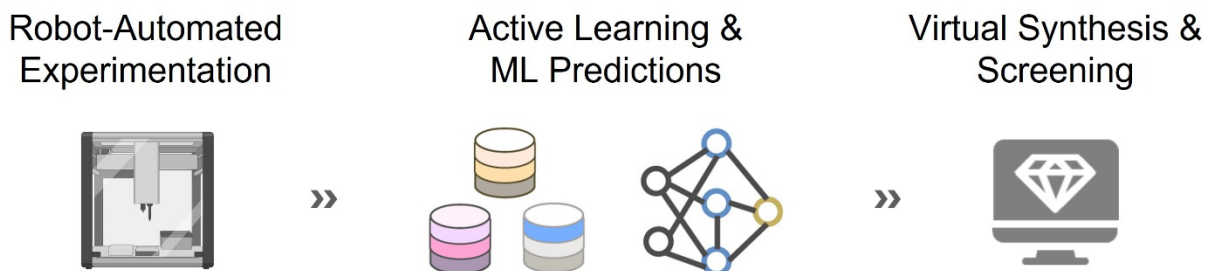 Robot-Automated
Experimentation
Active Learning &
ML Predictions
Virtual Synthesis &
Screening